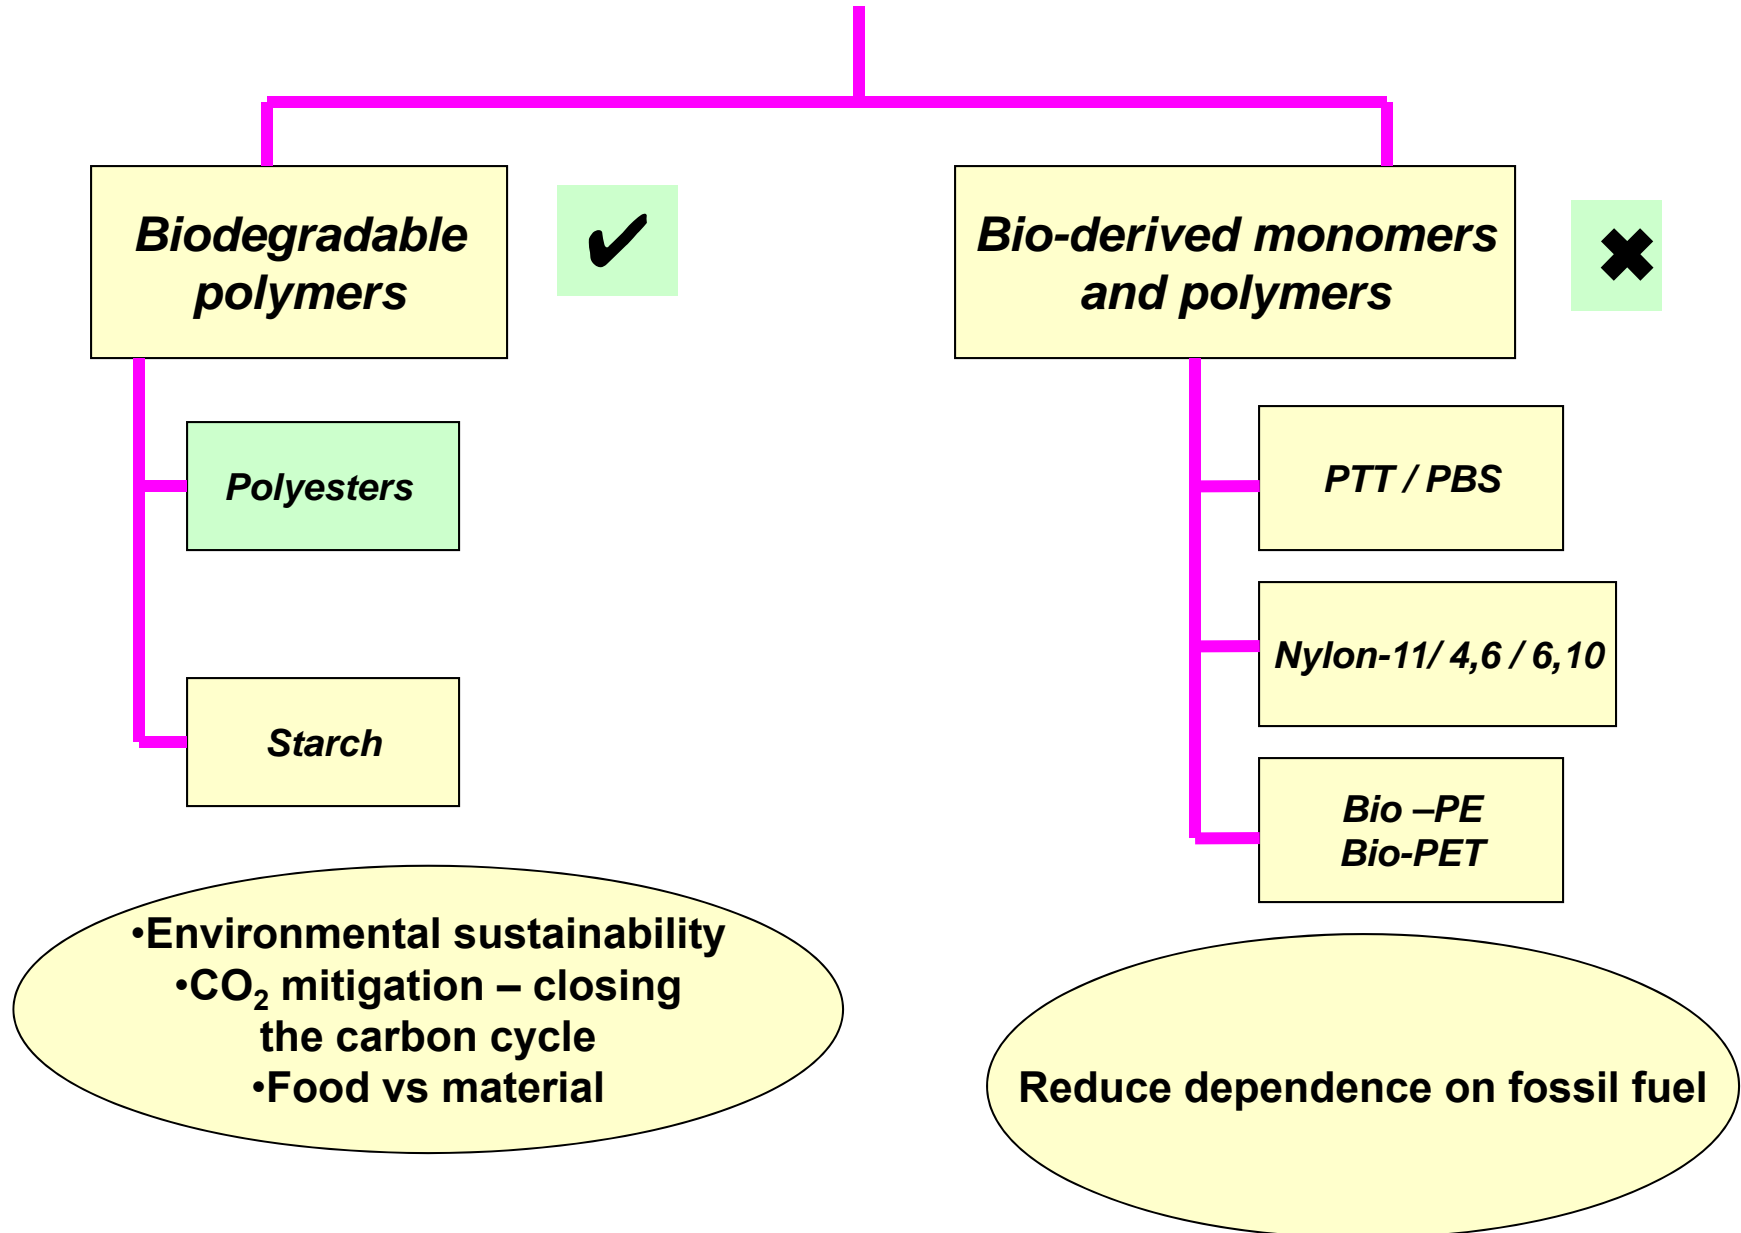 Biodegradable
polymers
✔
Bio-derived monomers
and polymers
✖
Polyesters
Starch
PTT / PBS
Nylon-11/ 4,6 / 6,10
Bio –PE
Bio-PET
•Environmental sustainability
•CO₂ mitigation – closing
the carbon cycle
•Food vs material
Reduce dependence on fossil fuel